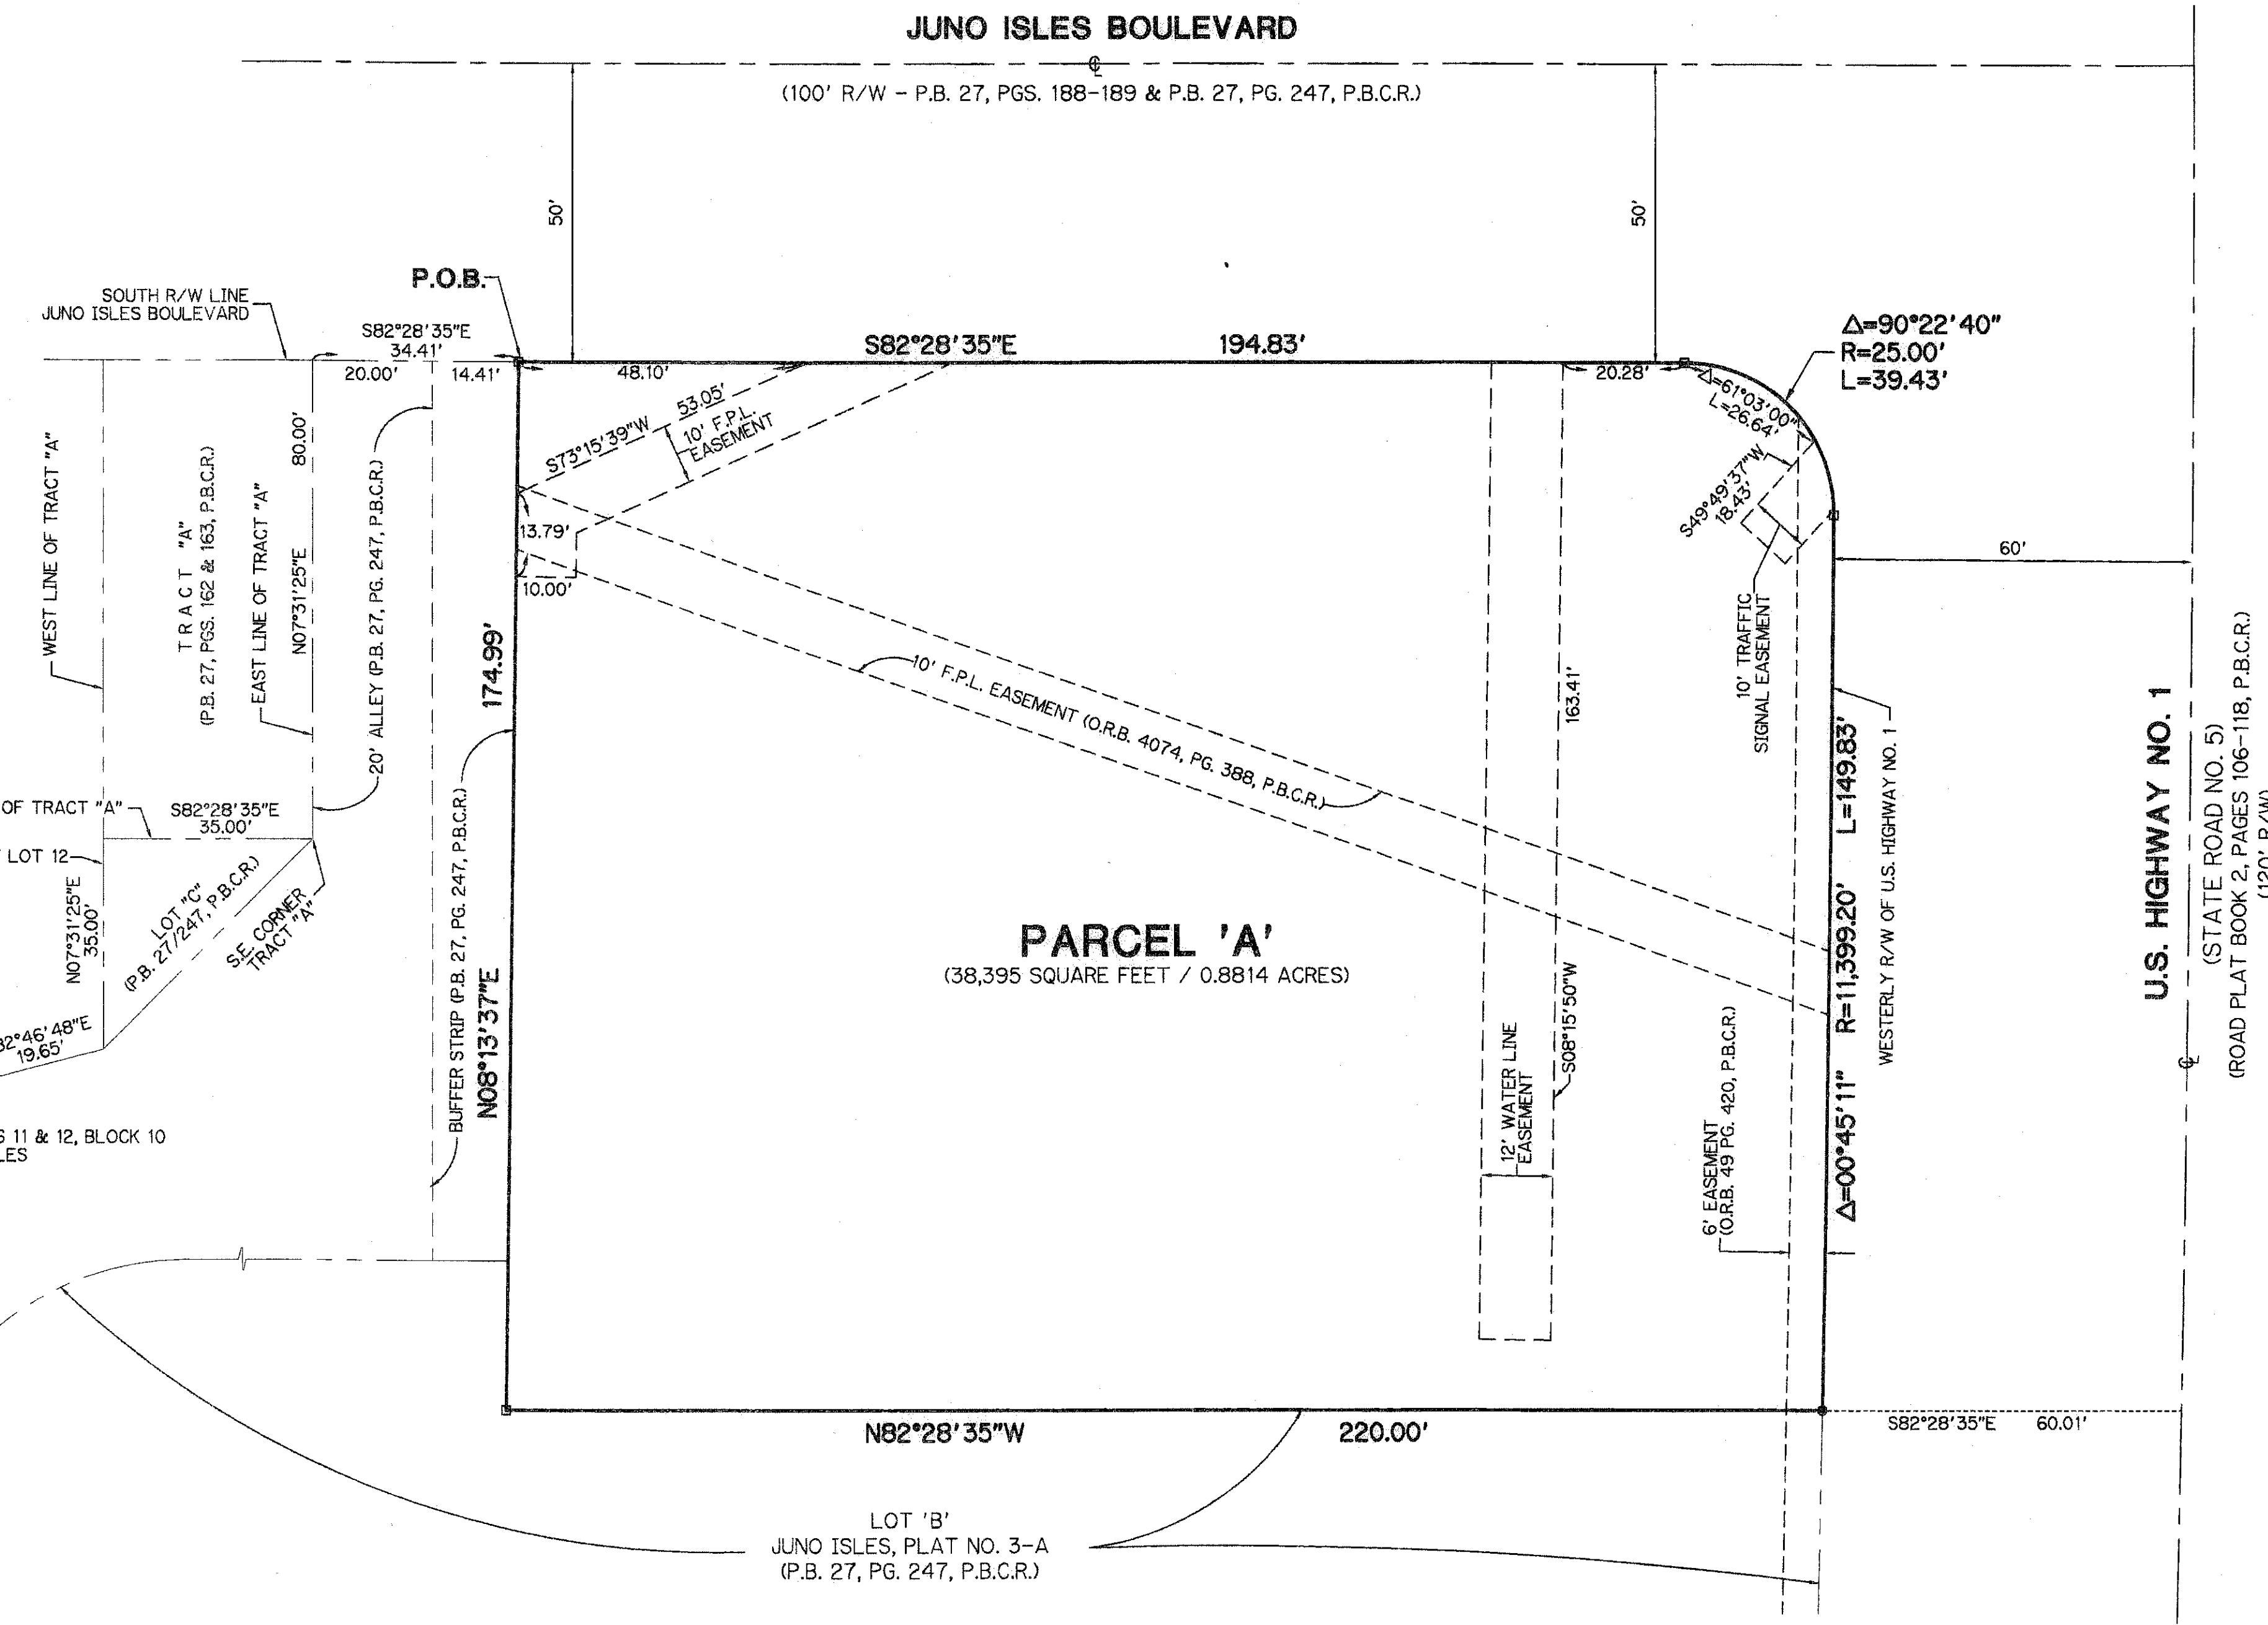 JUNO ISLES BOULEVARD
℄
(100' R/W - P.B. 27, PGS. 188-189 & P.B. 27, PG. 247, P.B.C.R.)
50'
50'
P.O.B.
SOUTH R/W LINE
JUNO ISLES BOULEVARD
S82°28'35"E
34.41'
20.00'
14.41'
48.10'
S82°28'35"E
194.83'
20.28'
Δ=90°22'40"
R=25.00'
L=39.43'
Δ=61°03'00"
L=26.64'
S49°49'37"W
18.43'
10' TRAFFIC
SIGNAL EASEMENT
60'
S73°15'39"W
53.05'
10' F.P.L.
EASEMENT
13.79'
10.00'
WEST LINE OF TRACT "A"
TRACT "A"
(P.B. 27, PGS. 162 & 163, P.B.C.R.)
EAST LINE OF TRACT "A"
N07°31'25"E
80.00'
20' ALLEY (P.B. 27, PG. 247, P.B.C.R.)
BUFFER STRIP (P.B. 27, PG. 247, P.B.C.R.)
N08°13'37"E
174.99'
10' F.P.L. EASEMENT (O.R.B. 4074, PG. 388, P.B.C.R.)
163.41'
S08°15'50"W
12' WATER LINE
EASEMENT
6' EASEMENT
(O.R.B. 49 PG. 420, P.B.C.R.)
Δ=00°45'11"
R=11,399.20'
L=149.83'
WESTERLY R/W OF U.S. HIGHWAY NO. 1
U.S. HIGHWAY NO. 1
(STATE ROAD NO. 5)
(ROAD PLAT BOOK 2, PAGES 106-118, P.B.C.R.)
(120' R/W)
℄
OF TRACT "A"
S82°28'35"E
35.00'
LOT 12
N07°31'25"E
35.00'
LOT "C"
(P.B. 27/247, P.B.C.R.)
S.E. CORNER
TRACT "A"
32°46'48"E
19.65'
11 & 12, BLOCK 10
LES
PARCEL 'A'
(38,395 SQUARE FEET / 0.8814 ACRES)
N82°28'35"W
220.00'
S82°28'35"E
60.01'
LOT 'B'
JUNO ISLES, PLAT NO. 3-A
(P.B. 27, PG. 247, P.B.C.R.)